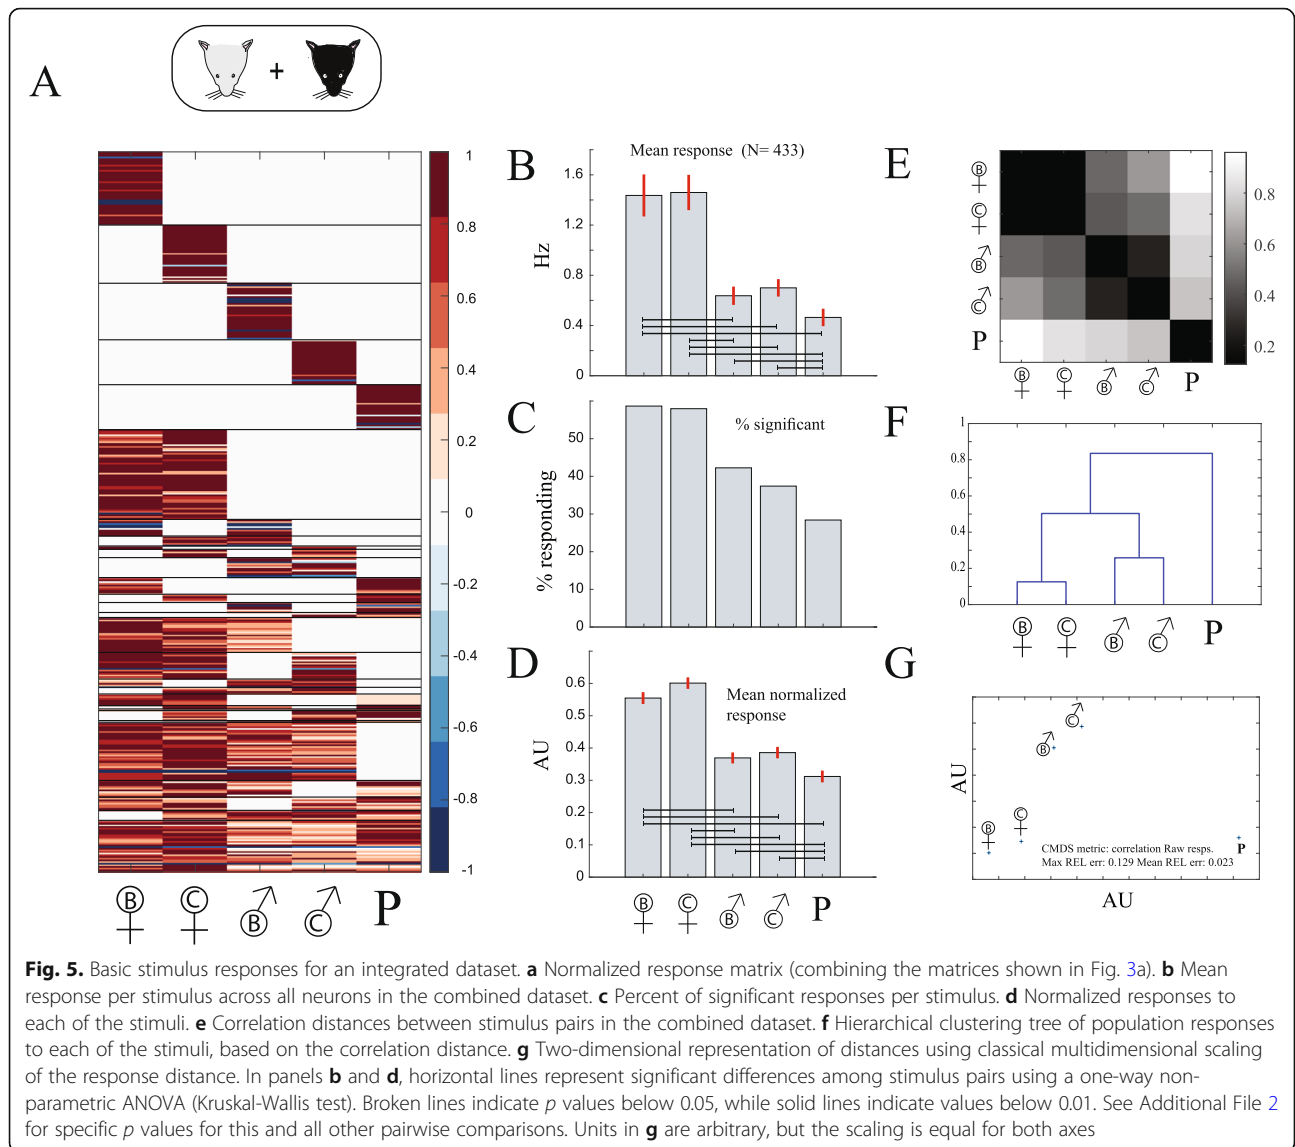 A
+
1
0.8
0.6
0.4
0.2
0
-0.2
-0.4
-0.6
-0.8
-1
B C B C P
B
Mean response (N= 433)
Hz
1.6
1.2
0.8
0.4
0
C
% significant
% responding
50
40
30
20
10
0
D
Mean normalized
response
AU
0.6
0.5
0.4
0.3
0.2
0.1
0
B C B C P
E
B
C
B
C
P
B C B C P
0.8
0.6
0.4
0.2
F
1
0.8
0.6
0.4
0.2
0
B C B C P
G
AU
C
B
B
C
P
CMDS metric: correlation Raw resps.
Max REL err: 0.129 Mean REL err: 0.023
AU
Fig. 5. Basic stimulus responses for an integrated dataset. a Normalized response matrix (combining the matrices shown in Fig. 3a). b Mean
response per stimulus across all neurons in the combined dataset. c Percent of significant responses per stimulus. d Normalized responses to
each of the stimuli. e Correlation distances between stimulus pairs in the combined dataset. f Hierarchical clustering tree of population responses
to each of the stimuli, based on the correlation distance. g Two-dimensional representation of distances using classical multidimensional scaling
of the response distance. In panels b and d, horizontal lines represent significant differences among stimulus pairs using a one-way non-
parametric ANOVA (Kruskal-Wallis test). Broken lines indicate p values below 0.05, while solid lines indicate values below 0.01. See Additional File 2
for specific p values for this and all other pairwise comparisons. Units in g are arbitrary, but the scaling is equal for both axes